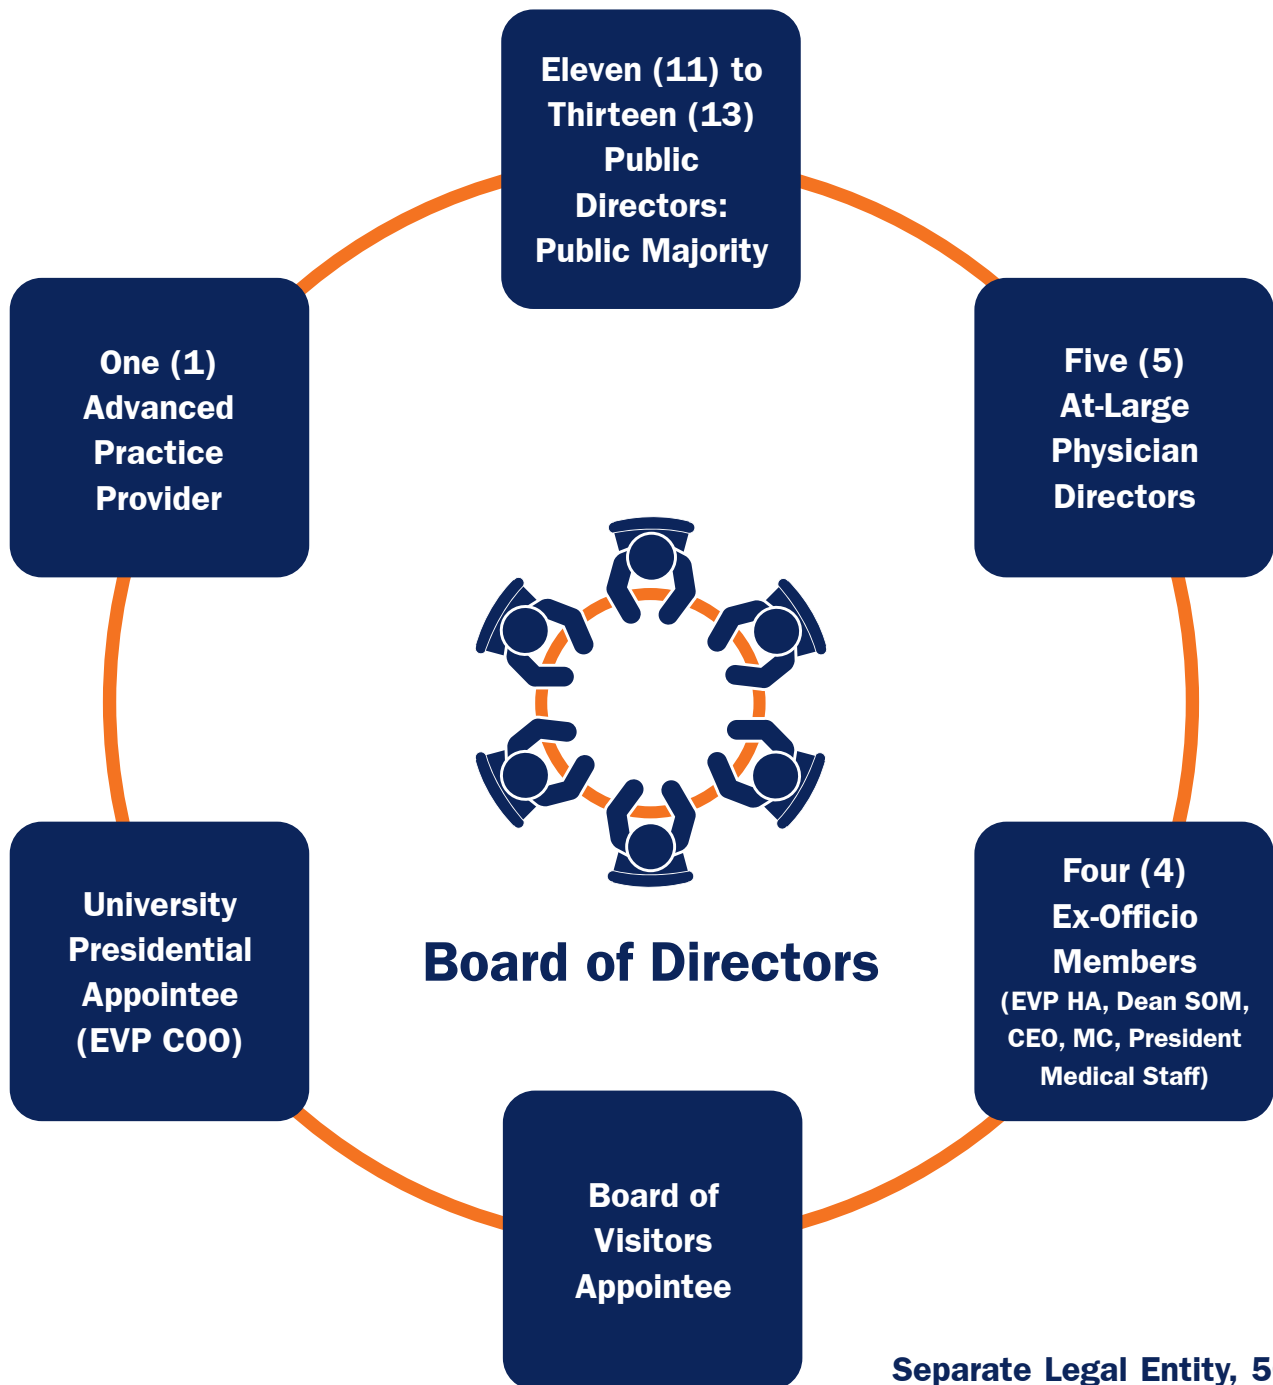 Eleven (11) to
Thirteen (13)
Public
Directors:
Public Majority
One (1)
Advanced
Practice
Provider
Five (5)
At-Large
Physician
Directors
University
Presidential
Appointee
(EVP COO)
Board of Directors
Four (4)
Ex-Officio
Members
(EVP HA, Dean SOM,
CEO, MC, President
Medical Staff)
Board of
Visitors
Appointee
Separate Legal Entity, 5